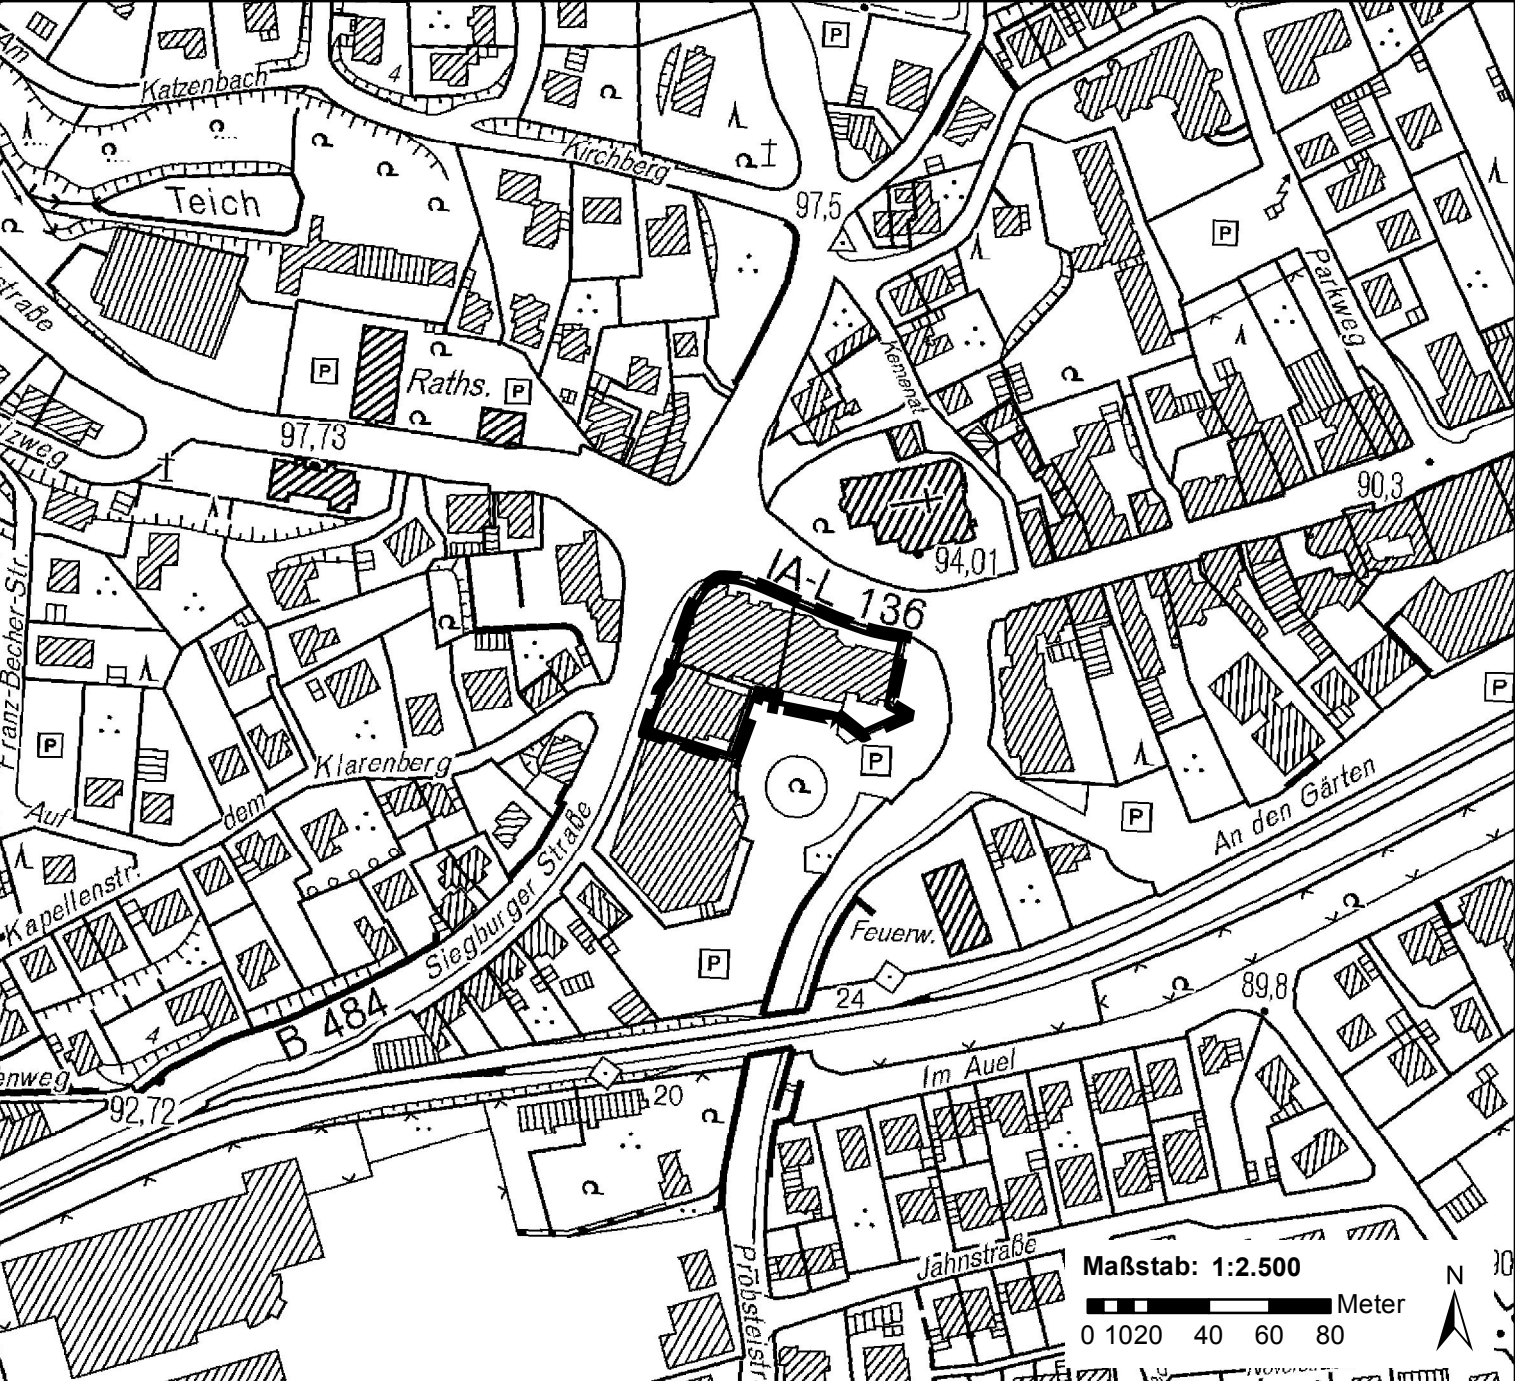 Am
Katzenbach
4
P
Kirchberg
Teich
97,5
P
straße
Parkweg
P
Raths.
P
Kemenat
97,73
90,3
94,01
IA-L 136
Franz-Becher-Str.
P
P
Klarenberg
P
Auf
dem
P
An den Gärten
Kapellenstr.
Siegburger Straße
Feuerw.
P
24
89,8
4
B 484
Im Auel
enweg
92,72
20
Pröbsteistr
Jahnstraße
Maßstab: 1:2.500
N
Meter
0 10 20 40 60 80